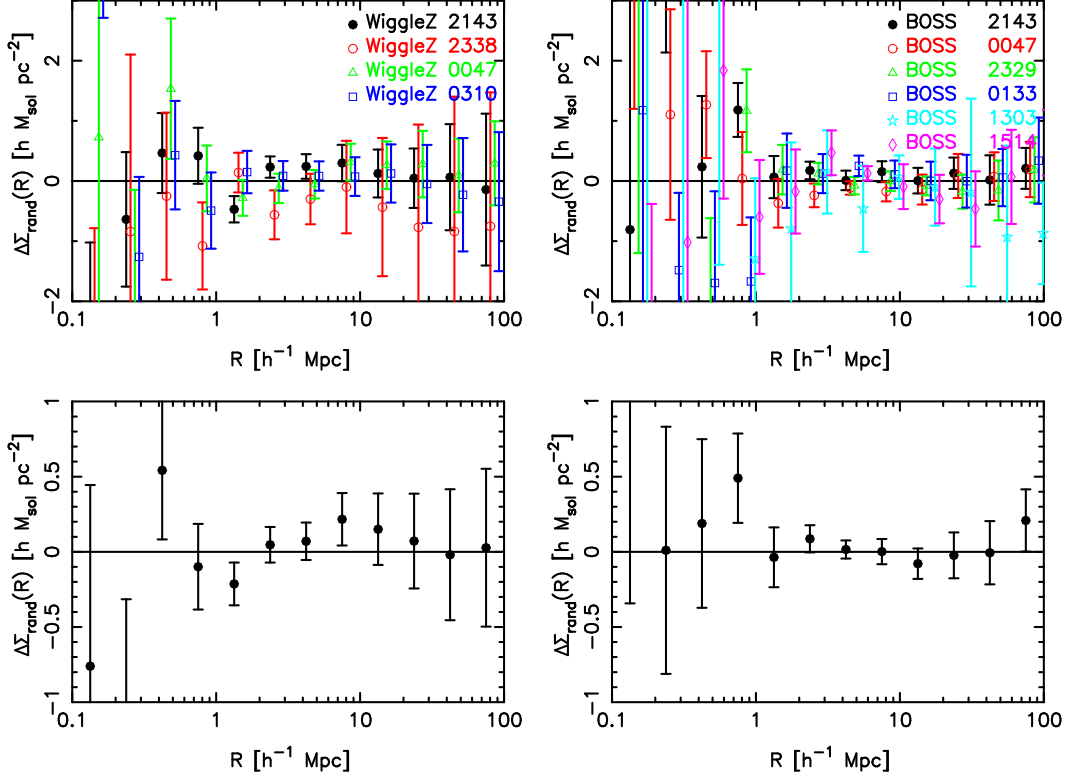 WiggleZ 2143
WiggleZ 2338
WiggleZ 0047
WiggleZ 0310
ΔΣrand(R) [h Msol pc−2]
2
0
−2
0.1 1 10 100
R [h−1 Mpc]
BOSS 2143
BOSS 0047
BOSS 2329
BOSS 0133
BOSS 1303
BOSS 1514
ΔΣrand(R) [h Msol pc−2]
2
0
−2
0.1 1 10 100
R [h−1 Mpc]
ΔΣrand(R) [h Msol pc−2]
1
0.5
0
−0.5
−1
0.1 1 10 100
R [h−1 Mpc]
ΔΣrand(R) [h Msol pc−2]
1
0.5
0
−0.5
−1
0.1 1 10 100
R [h−1 Mpc]